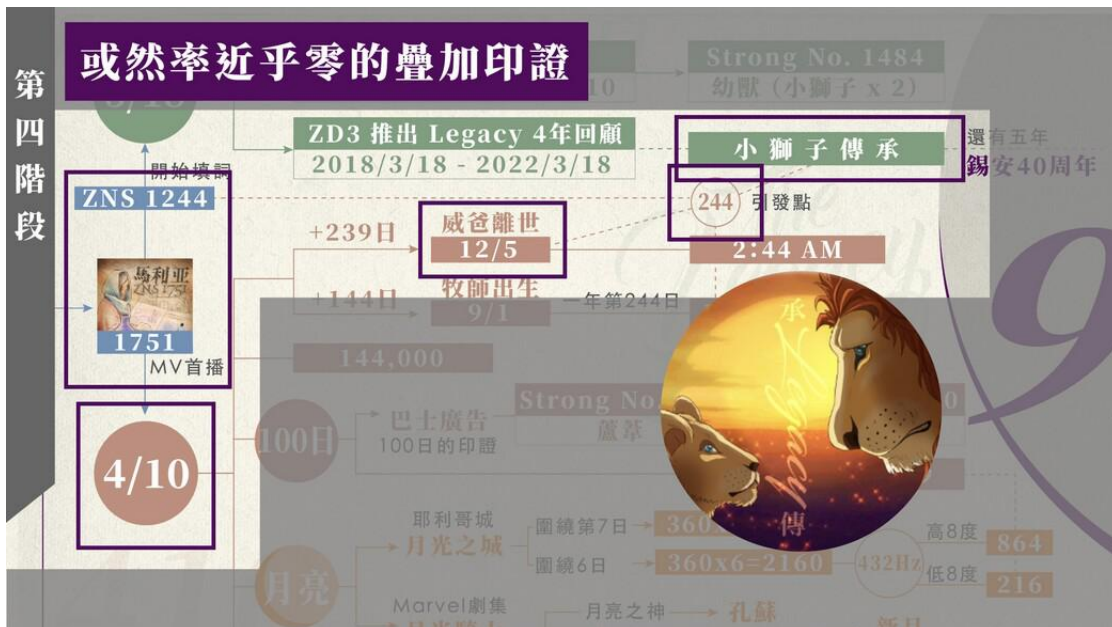 第四階段
或然率近乎零的疊加印證
Strong No. 1484
10
幼獸（小獅子 x 2）
ZD3 推出 Legacy 4年回顧
2018/3/18 - 2022/3/18
小獅子傳承
還有五年
錫安40周年
開始填詞
ZNS 1244
244
引發點
+239日
威爸離世
12/5
2:44 AM
馬利亞
ZNS 1751
1751
MV首播
+144日
牧師出生
9/1
一年第244日
144,000
4/10
100日
巴士廣告
100日的印證
Strong No.
蘆葦
承
Legacy
傳
9
月亮
耶利哥城
月光之城
圍繞第7日
360
圍繞6日
360x6=2160
432Hz
高8度
864
低8度
216
Marvel劇集
月亮之神
孔蘇